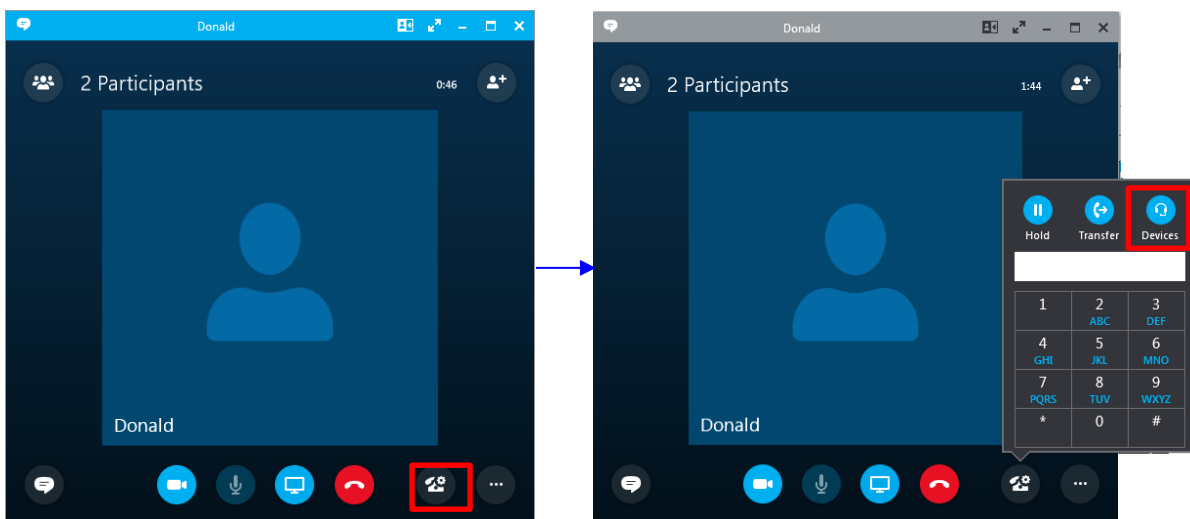 Donald
2 Participants
0:46
Donald
Donald
2 Participants
1:44
Donald
Hold Transfer Devices
1 2 3
ABC DEF
4 5 6
GHI JKL MNO
7 8 9
PQRS TUV WXYZ
* 0 #